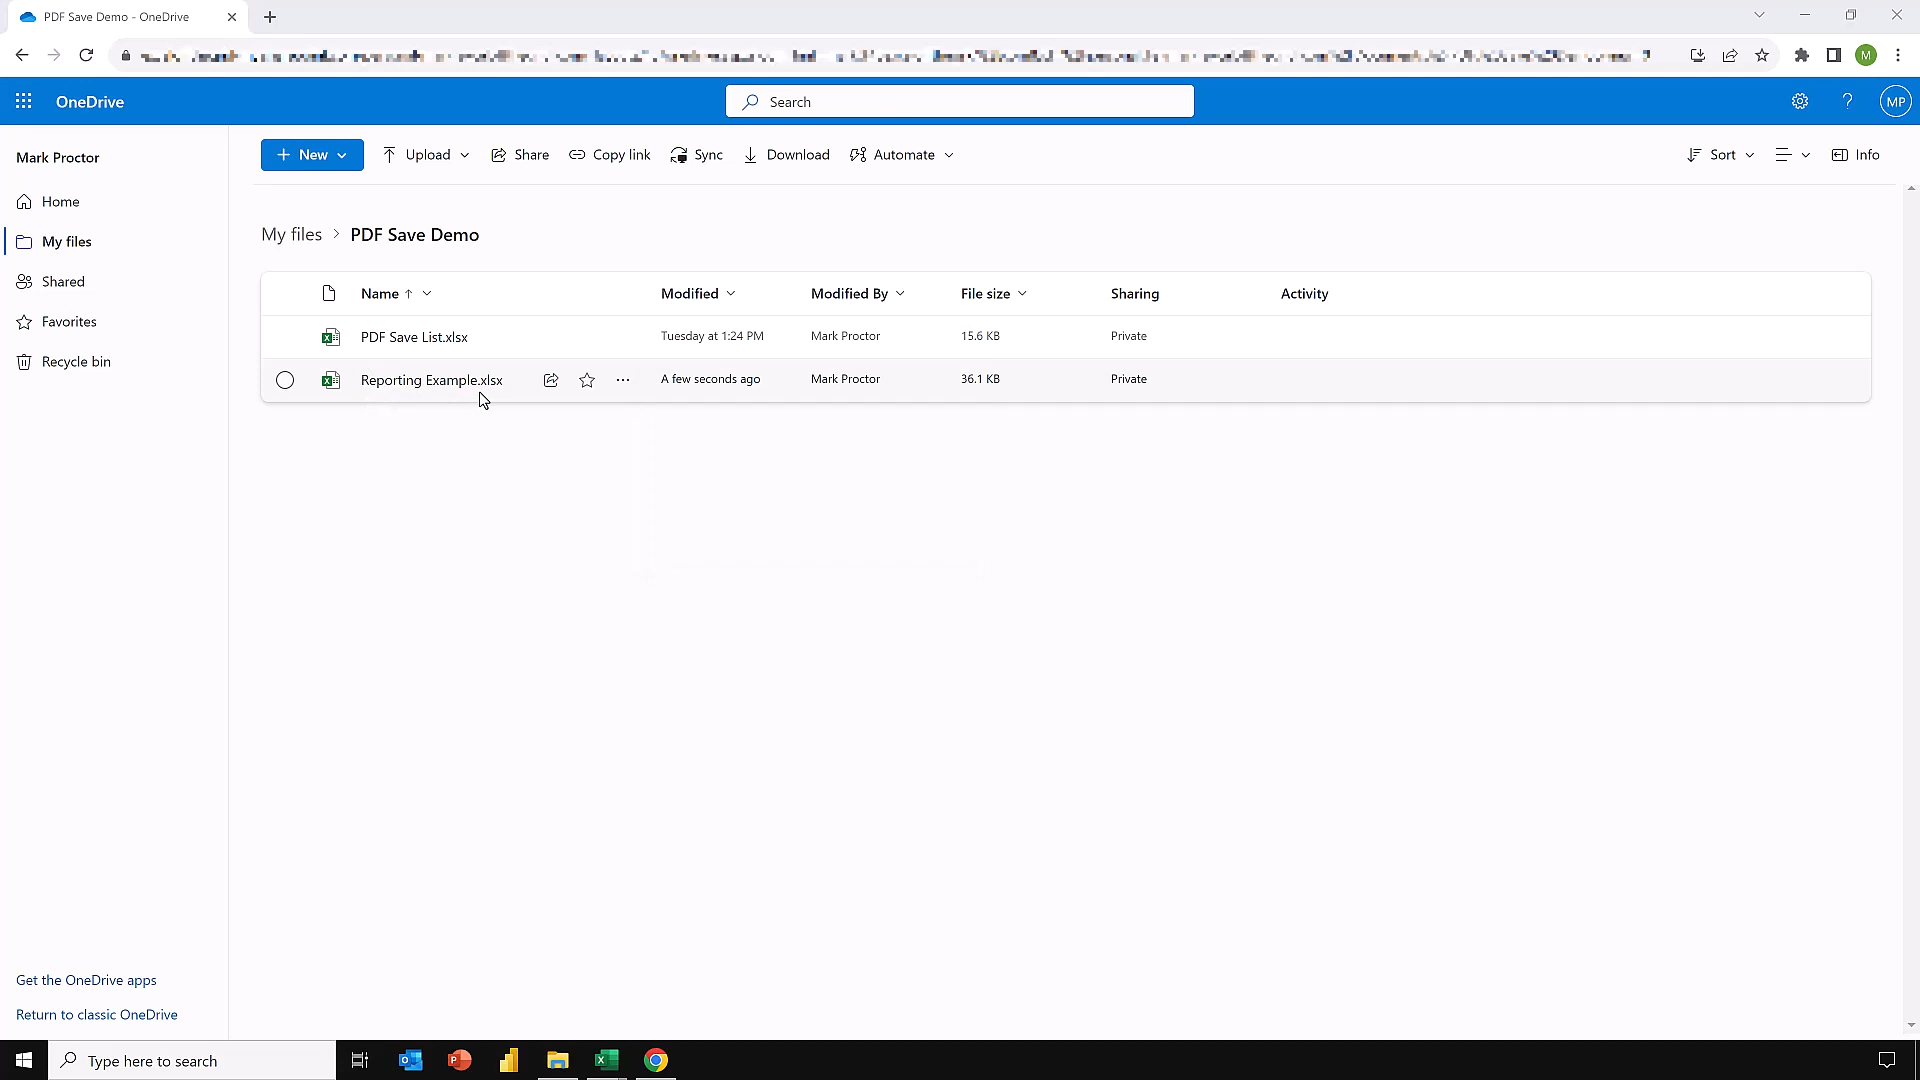 PDF Save Demo - OneDrive
M
OneDrive
Search
?
MP
Mark Proctor
New Upload Share Copy link Sync Download Automate Sort Info
Home
My files
Shared
Favorites
Recycle bin
My files > PDF Save Demo
Name Modified Modified By File size Sharing Activity
PDF Save List.xlsx Tuesday at 1:24 PM Mark Proctor 15.6 KB Private
Reporting Example.xlsx A few seconds ago Mark Proctor 36.1 KB Private
Get the OneDrive apps
Return to classic OneDrive
Type here to search